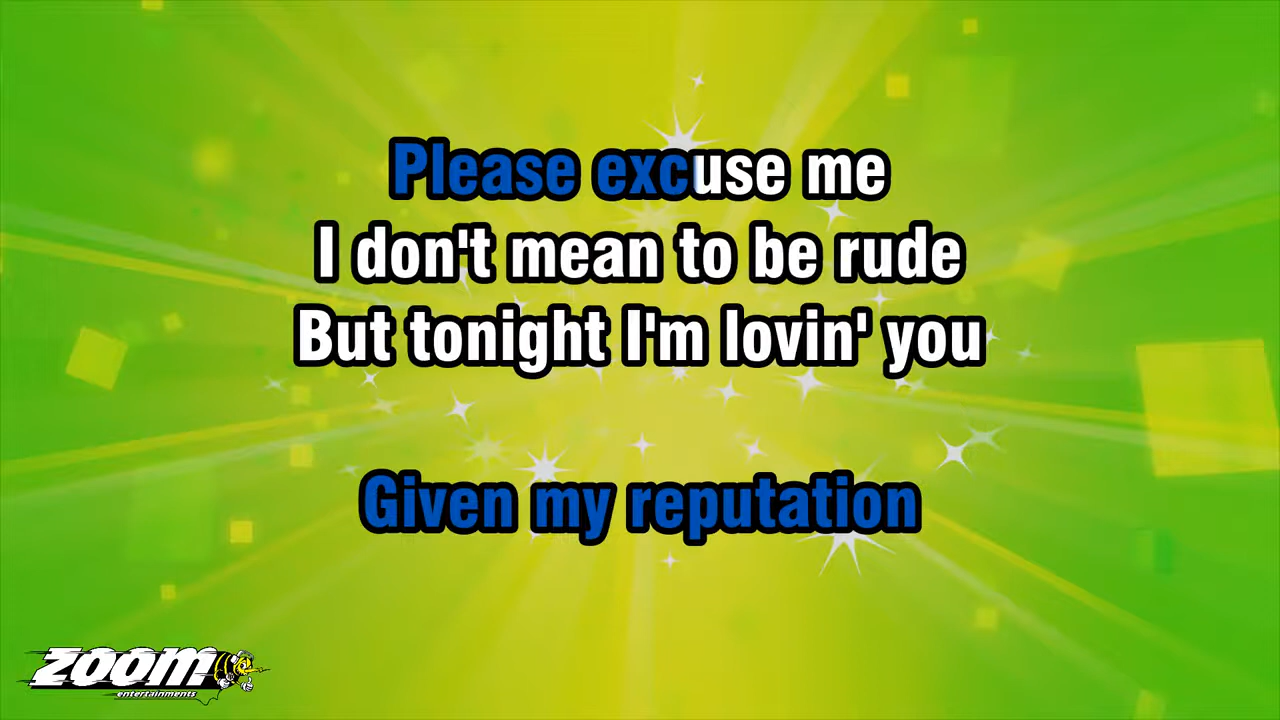 Please excuse me
I don't mean to be rude
But tonight I'm lovin' you
Given my reputation
ZOOM
entertainments